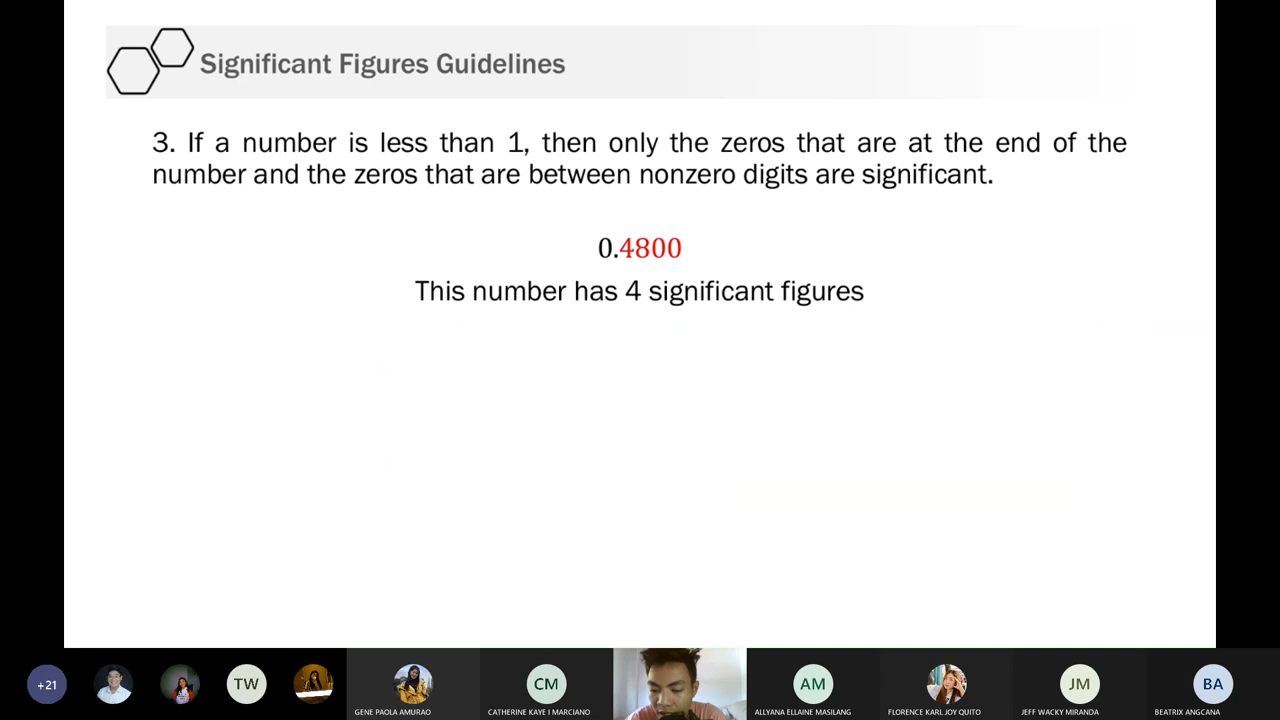 Significant Figures Guidelines
3. If a number is less than 1, then only the zeros that are at the end of the
number and the zeros that are between nonzero digits are significant.
0.4800
This number has 4 significant figures
+21
TW
CM
AM
JM
BA
GENE PAOLA AMURAO
CATHERINE KAYE I MARCIANO
ALLYANA ELLAINE MASILANG
FLORENCE KARL JOY QUITO
JEFF WACKY MIRANDA
BEATRIX ANGCANA